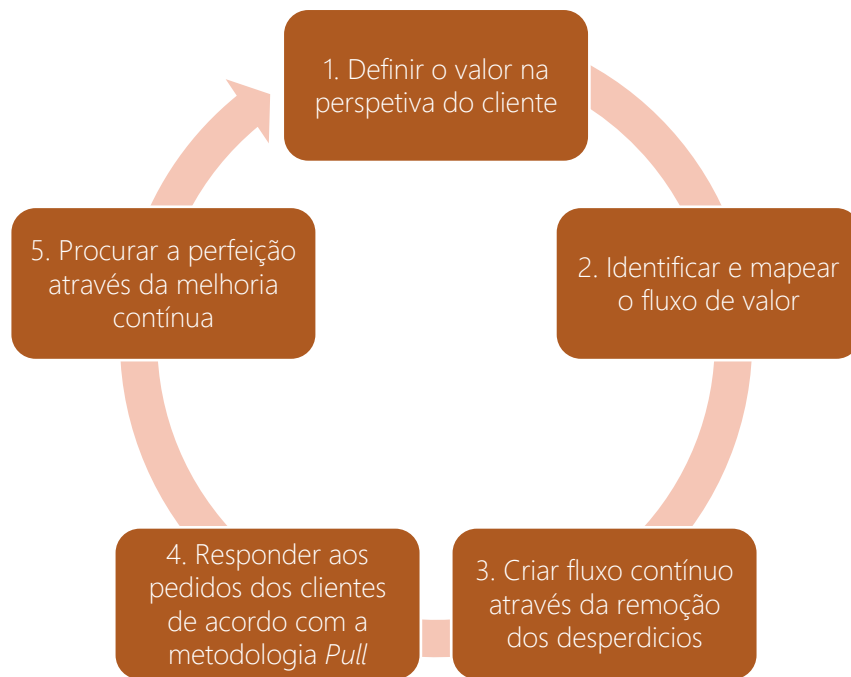 1. Definir o valor na
perspetiva do cliente
2. Identificar e mapear
o fluxo de valor
3. Criar fluxo contínuo
através da remoção
dos desperdicios
4. Responder aos
pedidos dos clientes
de acordo com a
metodologia Pull
5. Procurar a perfeição
através da melhoria
contínua